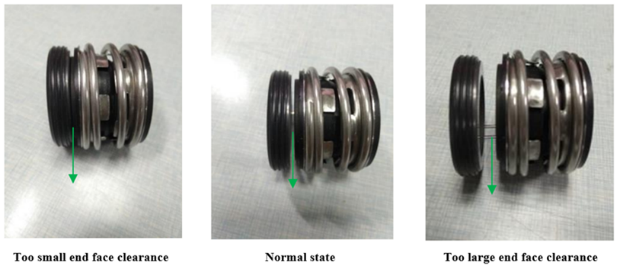 Too small end face clearance
Normal state
Too large end face clearance